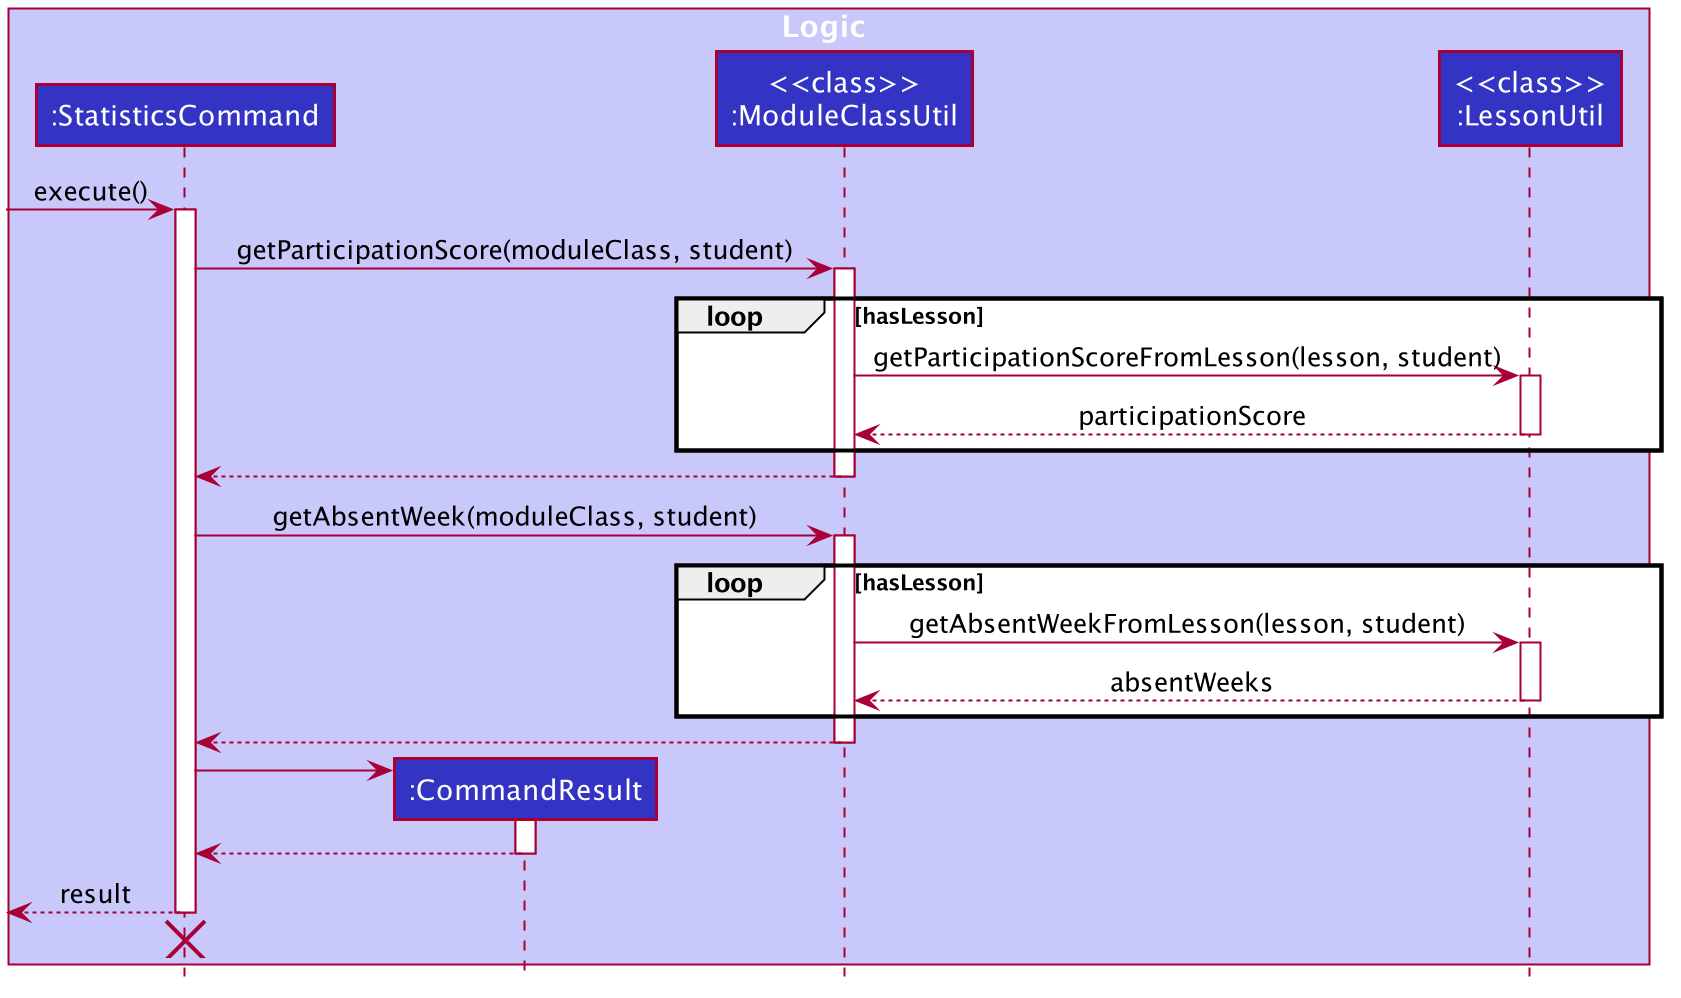 Logic
:StatisticsCommand
<<class>>
:ModuleClassUtil
<<class>>
:LessonUtil
execute()
getParticipationScore(moduleClass, student)
loop
[hasLesson]
getParticipationScoreFromLesson(lesson, student)
participationScore
getAbsentWeek(moduleClass, student)
loop
[hasLesson]
getAbsentWeekFromLesson(lesson, student)
absentWeeks
:CommandResult
result